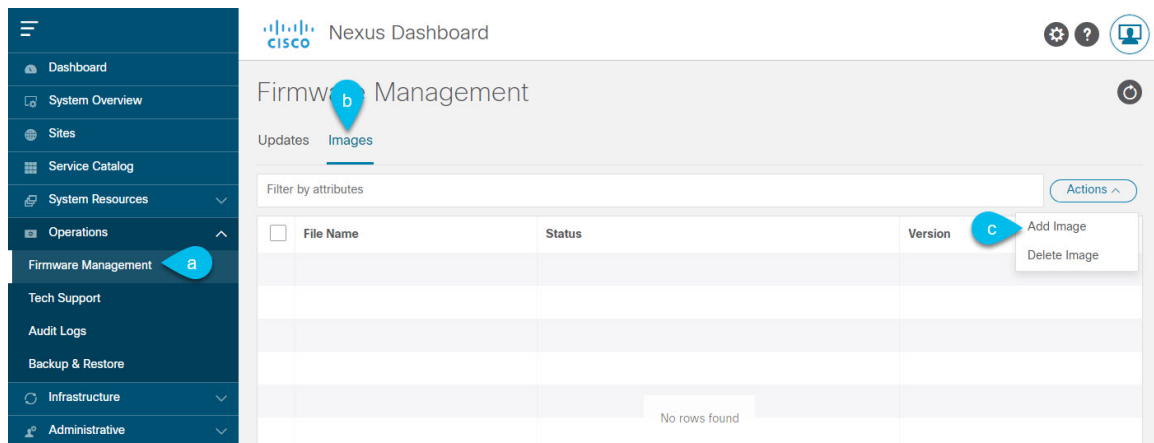 CISCO Nexus Dashboard
Dashboard
System Overview
Sites
Service Catalog
System Resources
Operations
Firmware Management a
Tech Support
Audit Logs
Backup & Restore
Infrastructure
Administrative
Management
b
Updates Images
Filter by attributes Actions
File Name Status Version
c Add Image
Delete Image
No rows found